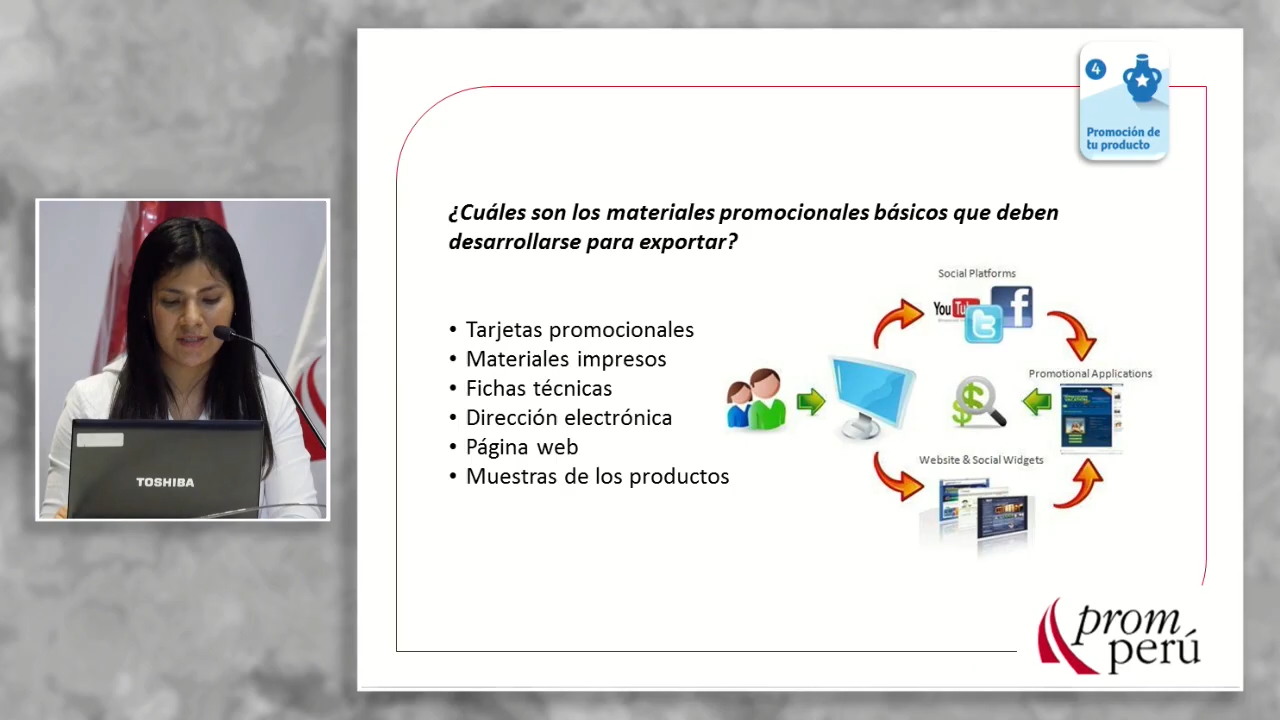 4
Promoción de
tu producto
¿Cuáles son los materiales promocionales básicos que deben
desarrollarse para exportar?
• Tarjetas promocionales
• Materiales impresos
• Fichas técnicas
• Dirección electrónica
• Página web
• Muestras de los productos
Social Platforms
You Tube
f
t
Promotional Applications
Website & Social Widgets
TOSHIBA
prom
perú